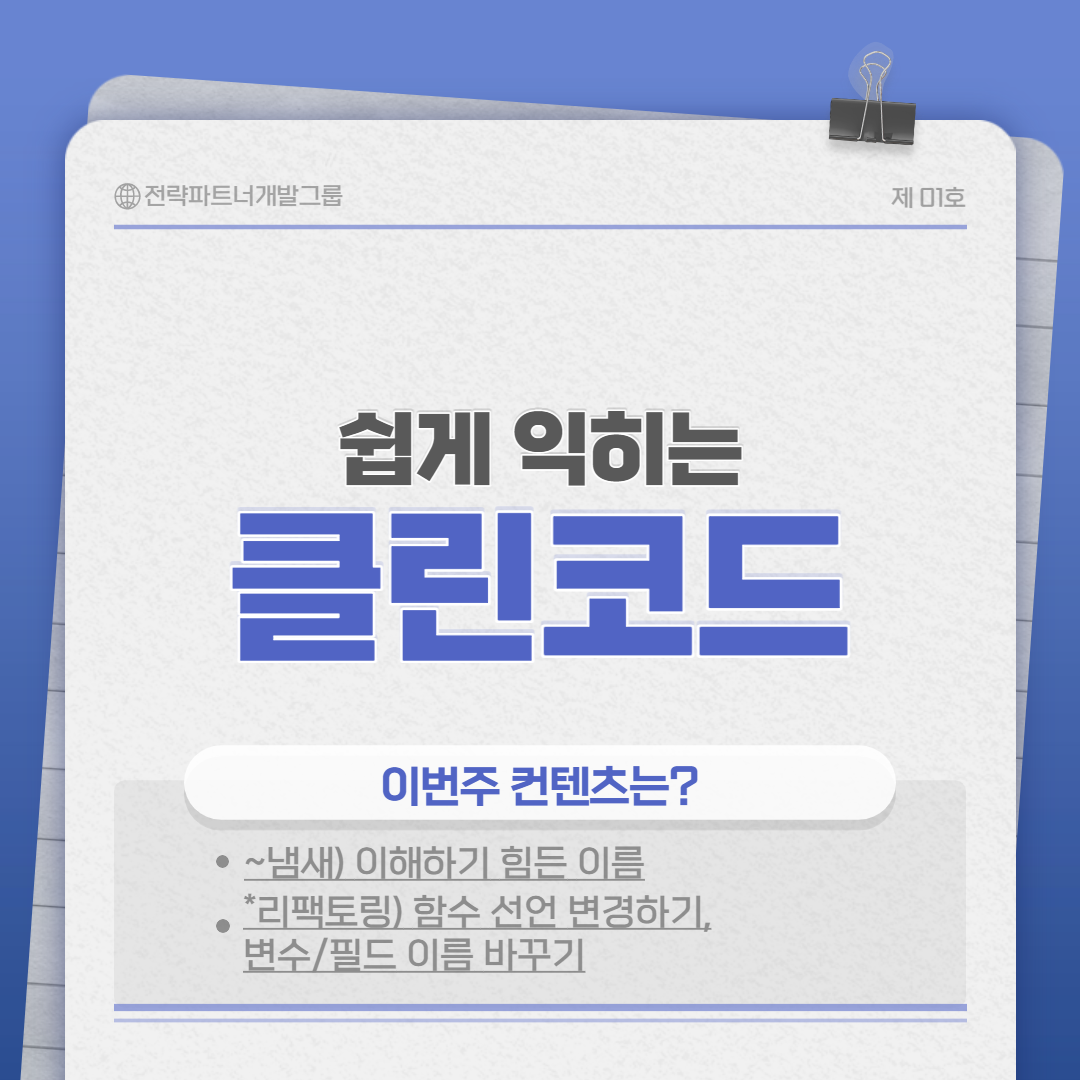 전략파트너개발그룹
제 01호
쉽게 익히는
클린코드
이번주 컨텐츠는?
~냄새) 이해하기 힘든 이름
*리팩토링) 함수 선언 변경하기,
변수/필드 이름 바꾸기